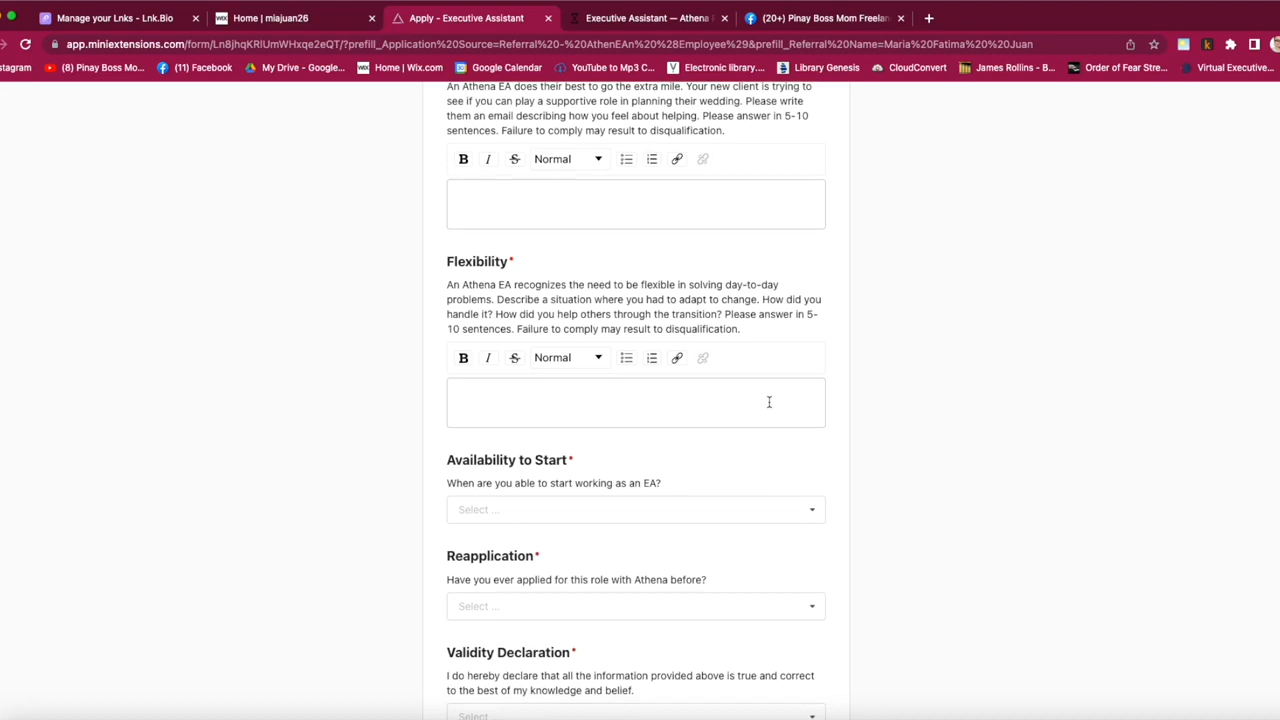 Manage your Lnks - Lnk.Bio
Home | miajuan26
Apply - Executive Assistant
Executive Assistant — Athena
(20+) Pinay Boss Mom Freelan
app.miniextensions.com/form/Ln8jhqKRlUmWHxqe2eQT/?prefill_Application%20Source=Referral%20-%20AthenEAn%20%28Employee%29&prefill_Referral%20Name=Maria%20Fatima%20%20Juan
stagram
(8) Pinay Boss Mo...
(11) Facebook
My Drive - Google...
Home | Wix.com
Google Calendar
YouTube to Mp3 C...
Electronic library....
Library Genesis
CloudConvert
James Rollins - B...
Order of Fear Stre...
Virtual Executive...
An Athena EA does their best to go the extra mile. Your new client is trying to
see if you can play a supportive role in planning their wedding. Please write
them an email describing how you feel about helping. Please answer in 5-10
sentences. Failure to comply may result to disqualification.
B I S Normal
Flexibility*
An Athena EA recognizes the need to be flexible in solving day-to-day
problems. Describe a situation where you had to adapt to change. How did you
handle it? How did you help others through the transition? Please answer in 5-
10 sentences. Failure to comply may result to disqualification.
B I S Normal
Availability to Start*
When are you able to start working as an EA?
Select ...
Reapplication*
Have you ever applied for this role with Athena before?
Select ...
Validity Declaration*
I do hereby declare that all the information provided above is true and correct
to the best of my knowledge and belief.
Select ...